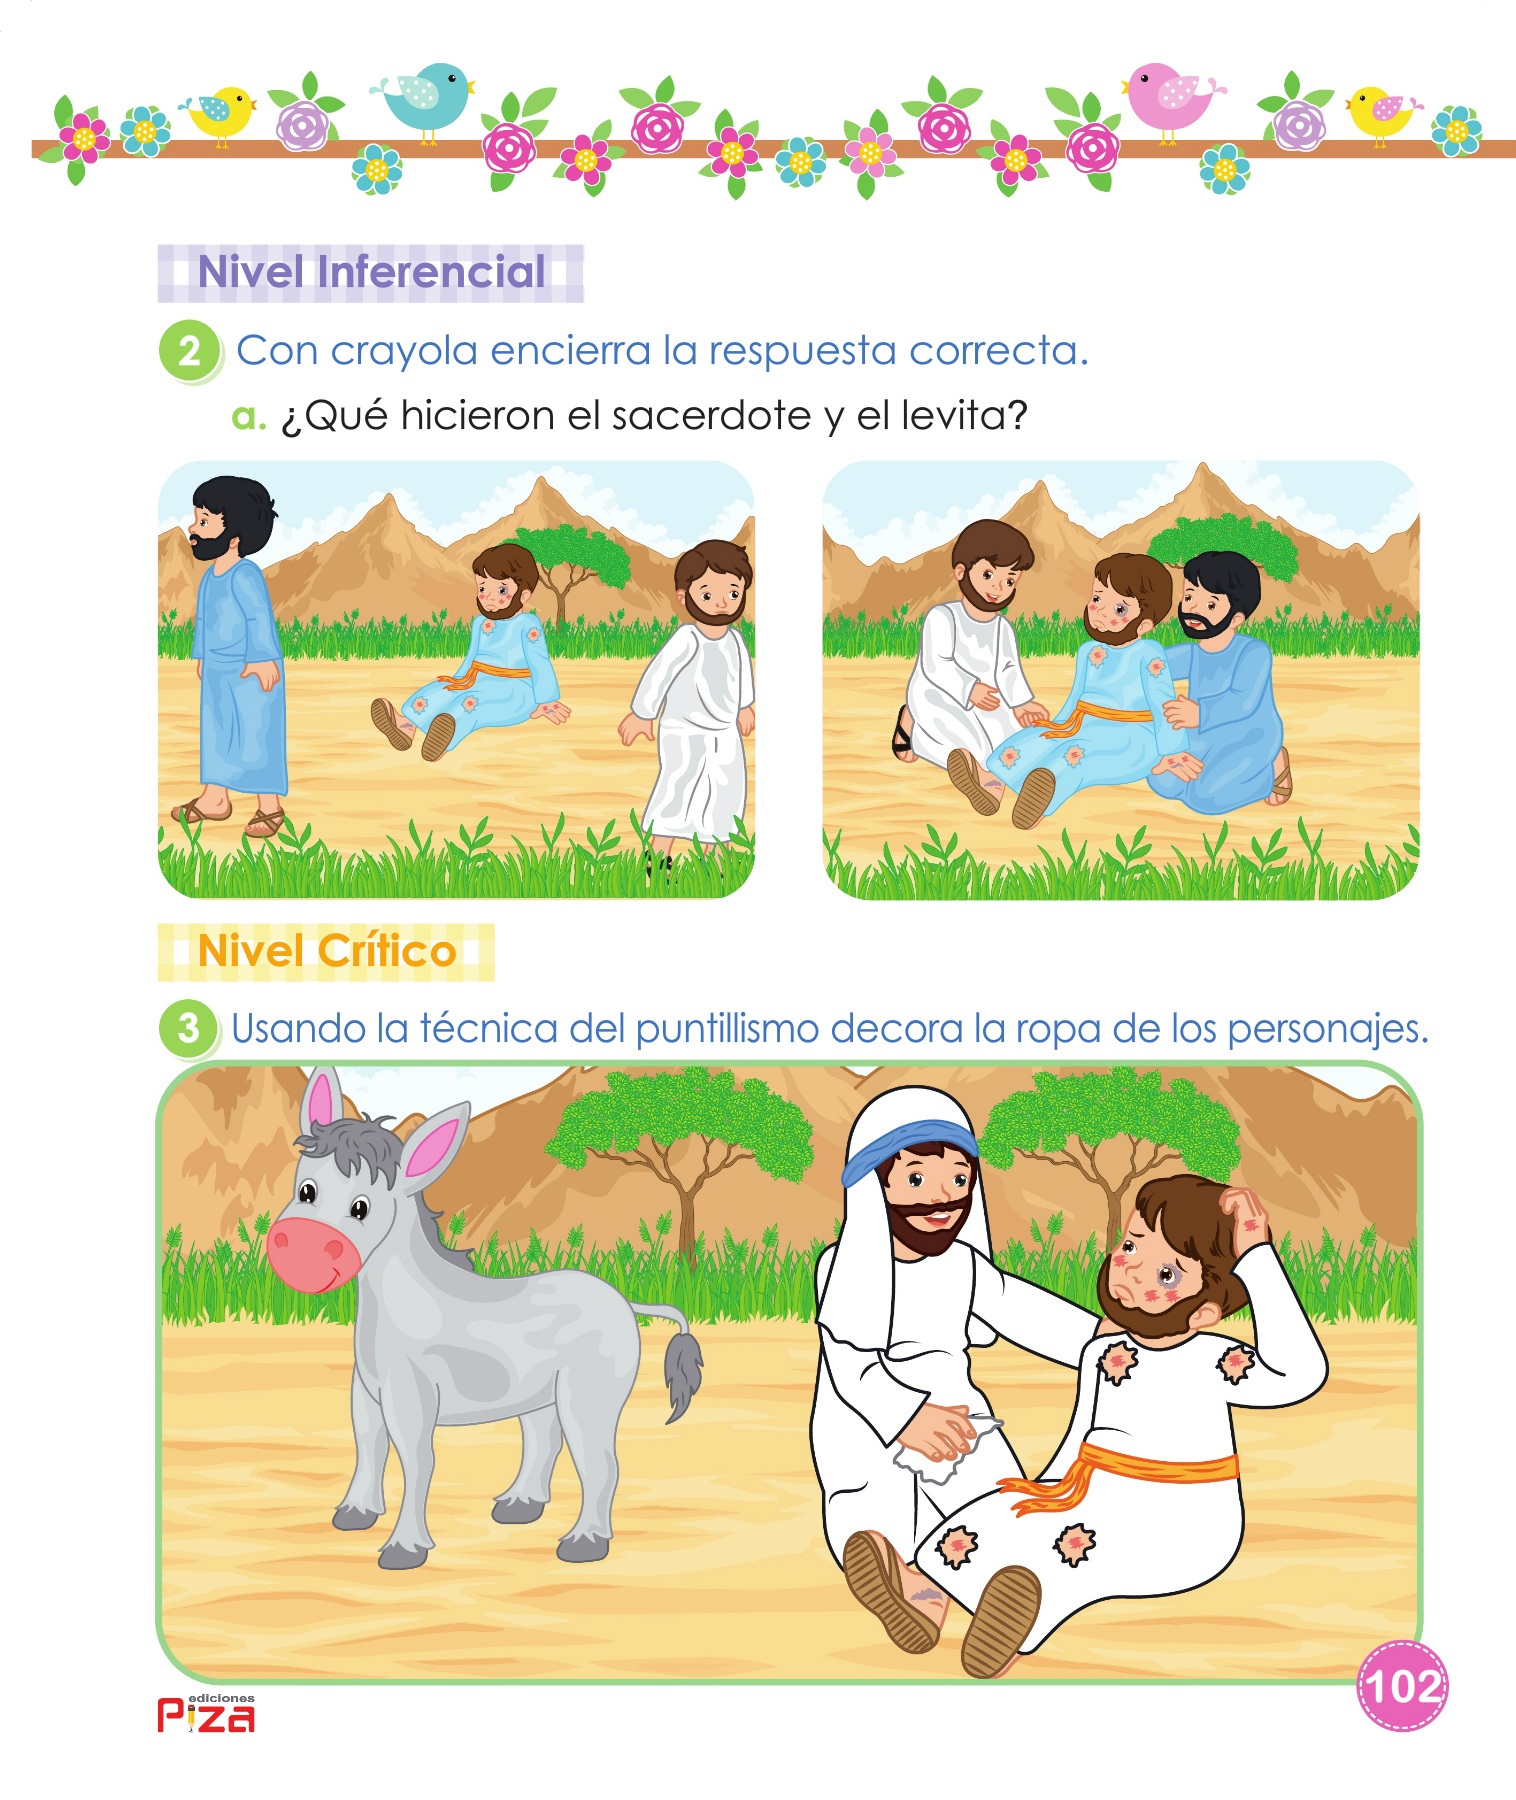 Nivel Inferencial
2 Con crayola encierra la respuesta correcta.
a. ¿Qué hicieron el sacerdote y el levita?
Nivel Crítico
3 Usando la técnica del puntillismo decora la ropa de los personajes.
ediciones
Piza
102